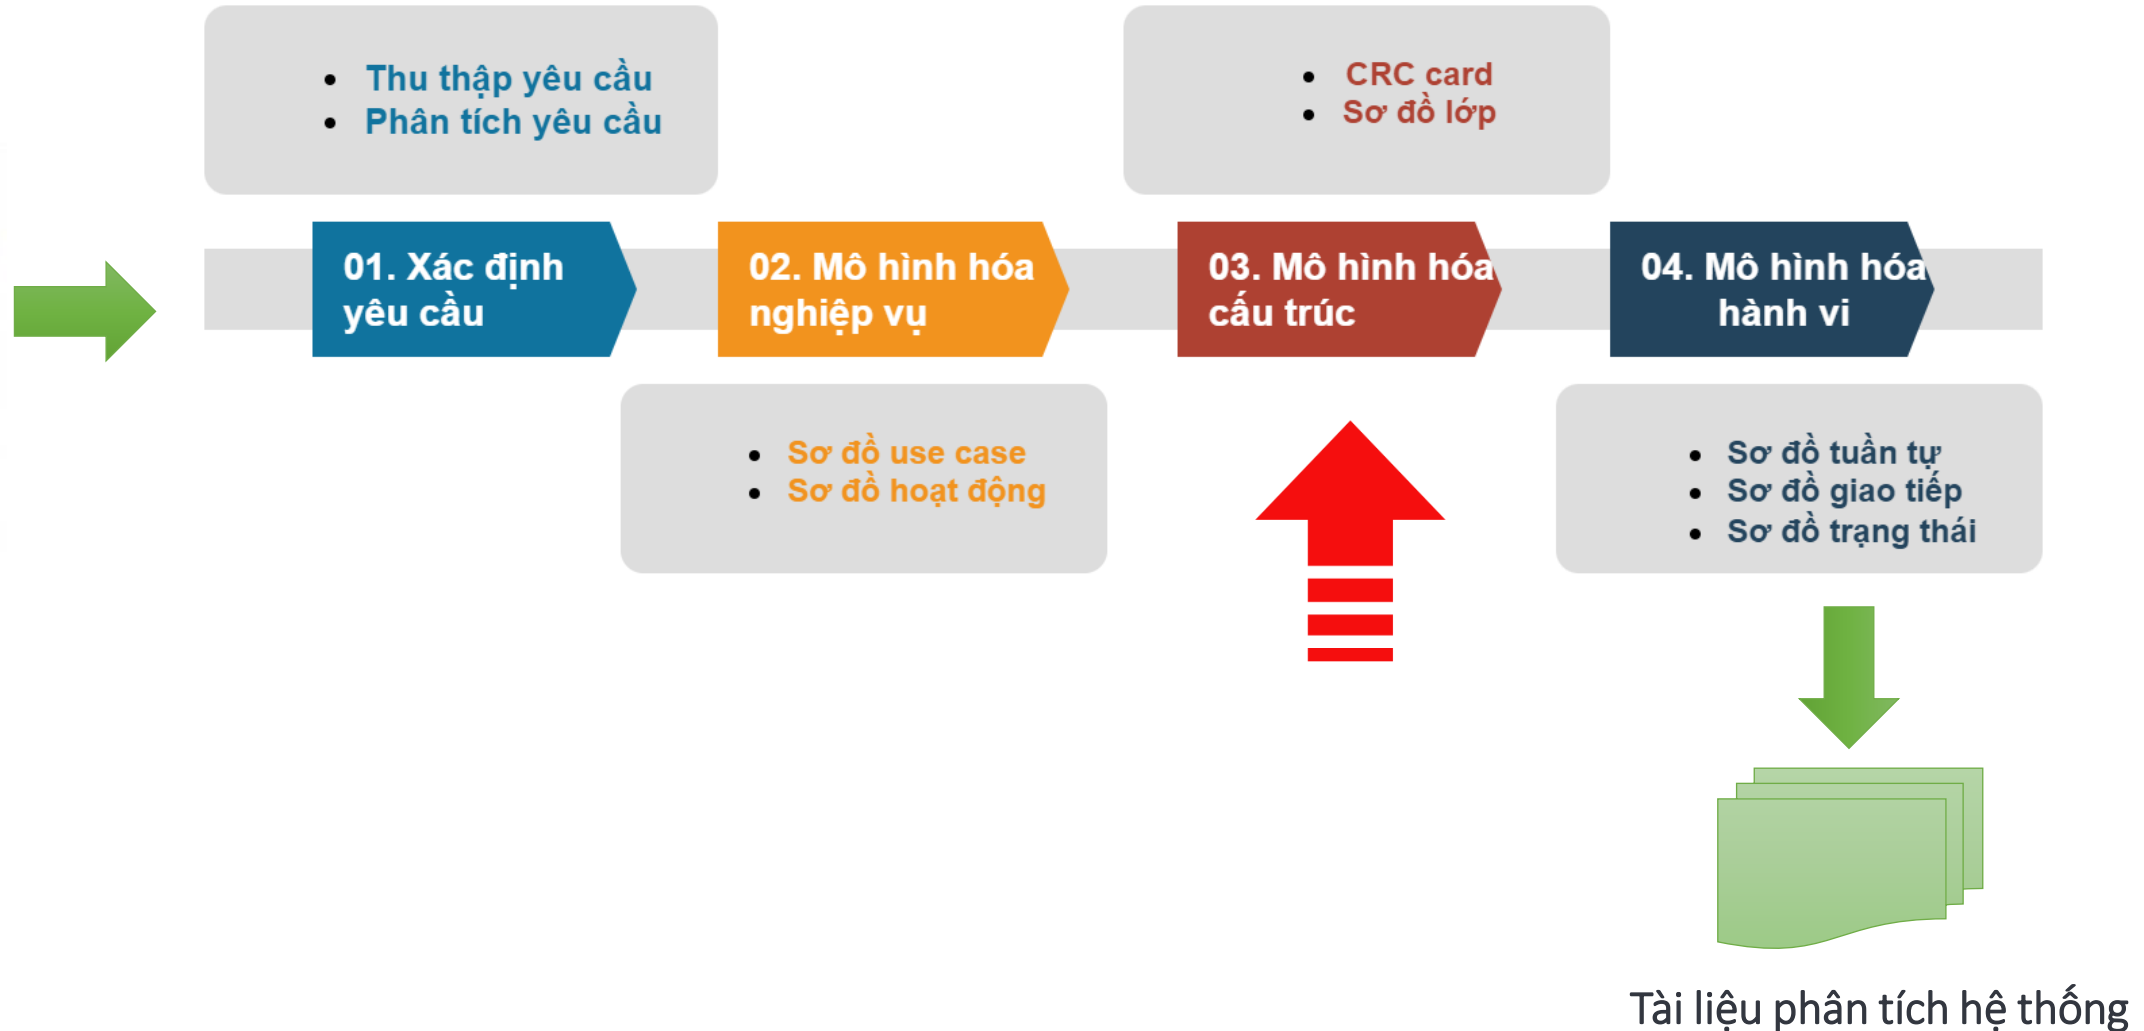 Thu thập yêu cầu
Phân tích yêu cầu
CRC card
Sơ đồ lớp
01. Xác định
yêu cầu
02. Mô hình hóa
nghiệp vụ
03. Mô hình hóa
cấu trúc
04. Mô hình hóa
hành vi
Sơ đồ use case
Sơ đồ hoạt động
Sơ đồ tuần tự
Sơ đồ giao tiếp
Sơ đồ trạng thái
Tài liệu phân tích hệ thống